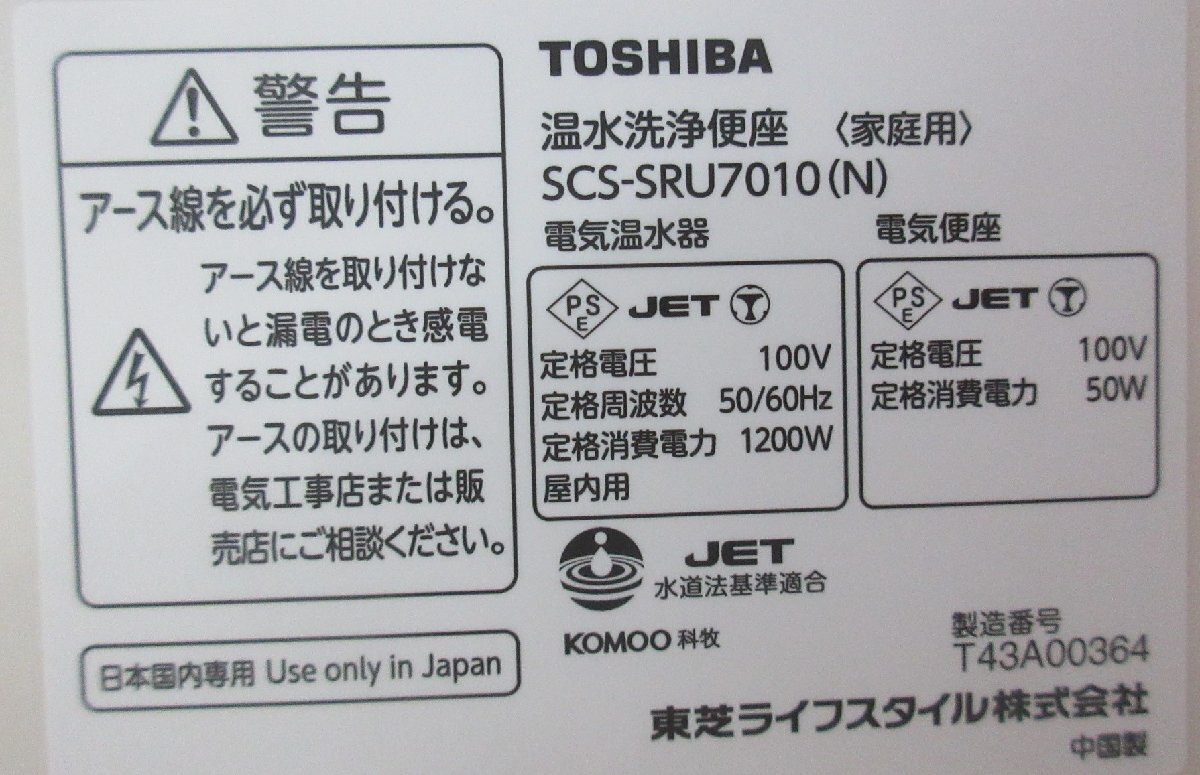 警告
アース線を必ず取り付ける。
アース線を取り付けな
いと漏電のとき感電
することがあります。
アースの取り付けは、
電気工事店または販
売店にご相談ください。
日本国内専用 Use only in Japan
TOSHIBA
温水洗浄便座 〈家庭用〉
SCS-SRU7010(N)
電気温水器
PSE JET
定格電圧 100V
定格周波数 50/60Hz
定格消費電力 1200W
屋内用
電気便座
PSE JET
定格電圧 100V
定格消費電力 50W
JET
水道法基準適合
KOMOO 科牧
製造番号
T43A00364
東芝ライフスタイル株式会社
中国製